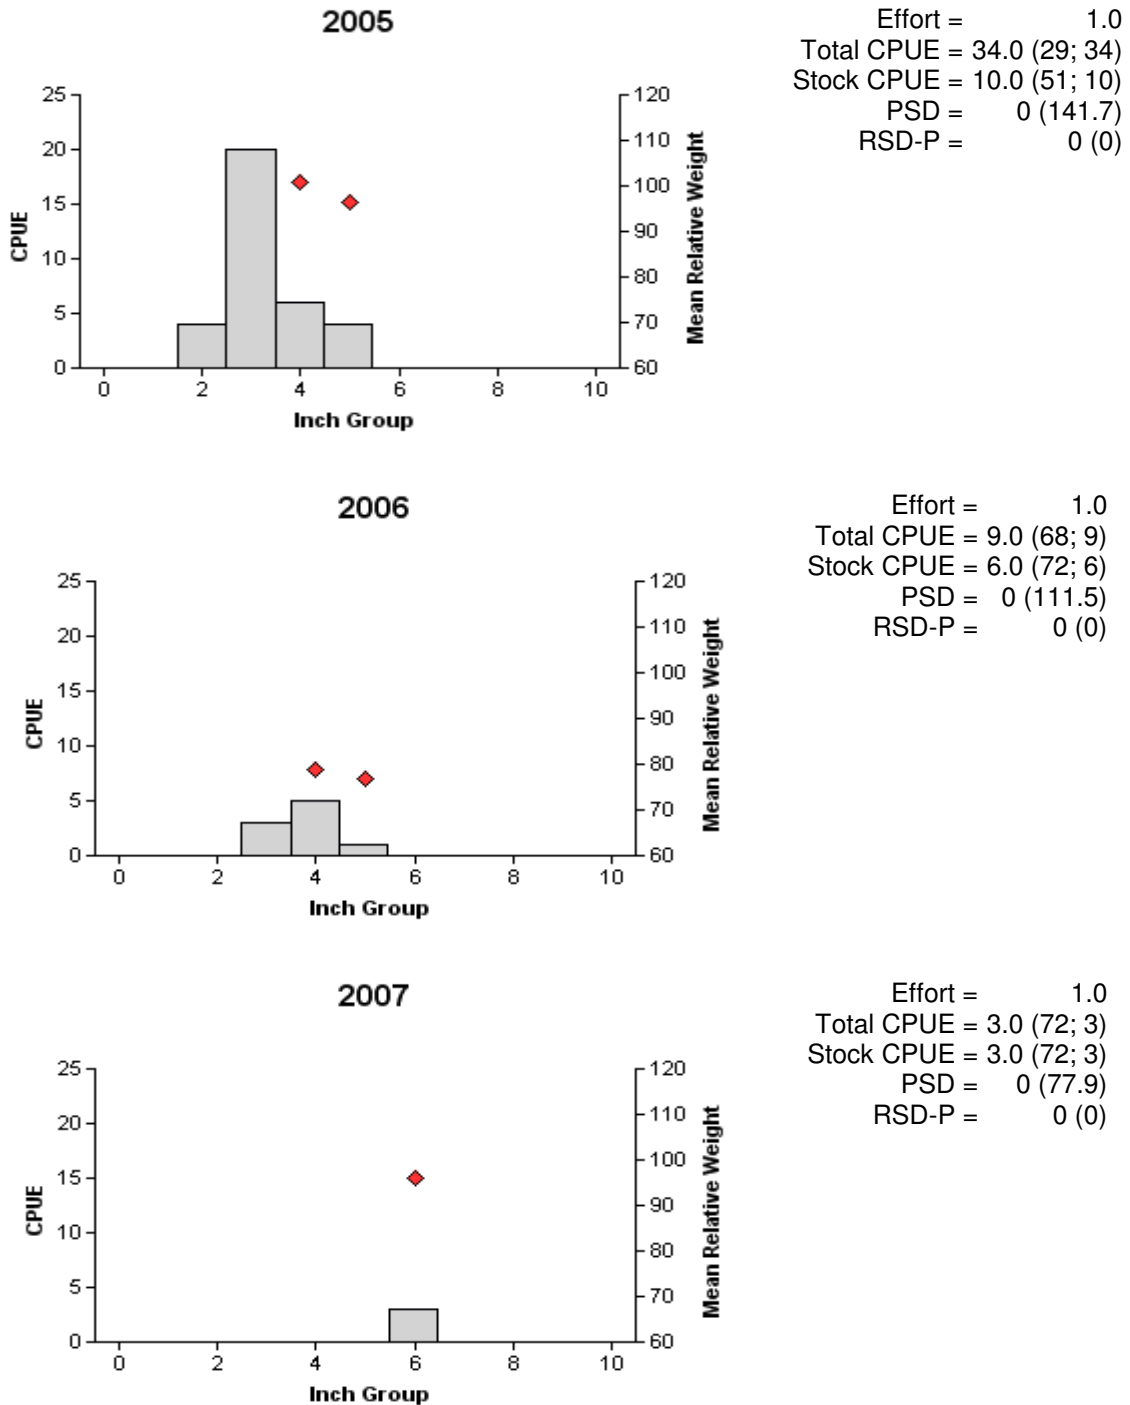 2005
Effort = 1.0
Total CPUE = 34.0 (29; 34)
Stock CPUE = 10.0 (51; 10)
PSD = 0 (141.7)
RSD-P = 0 (0)
25
20
15
10
5
0
CPUE
120
110
100
90
80
70
60
Mean Relative Weight
0 2 4 6 8 10
Inch Group
2006
Effort = 1.0
Total CPUE = 9.0 (68; 9)
Stock CPUE = 6.0 (72; 6)
PSD = 0 (111.5)
RSD-P = 0 (0)
25
20
15
10
5
0
CPUE
120
110
100
90
80
70
60
Mean Relative Weight
0 2 4 6 8 10
Inch Group
2007
Effort = 1.0
Total CPUE = 3.0 (72; 3)
Stock CPUE = 3.0 (72; 3)
PSD = 0 (77.9)
RSD-P = 0 (0)
25
20
15
10
5
0
CPUE
120
110
100
90
80
70
60
Mean Relative Weight
0 2 4 6 8 10
Inch Group